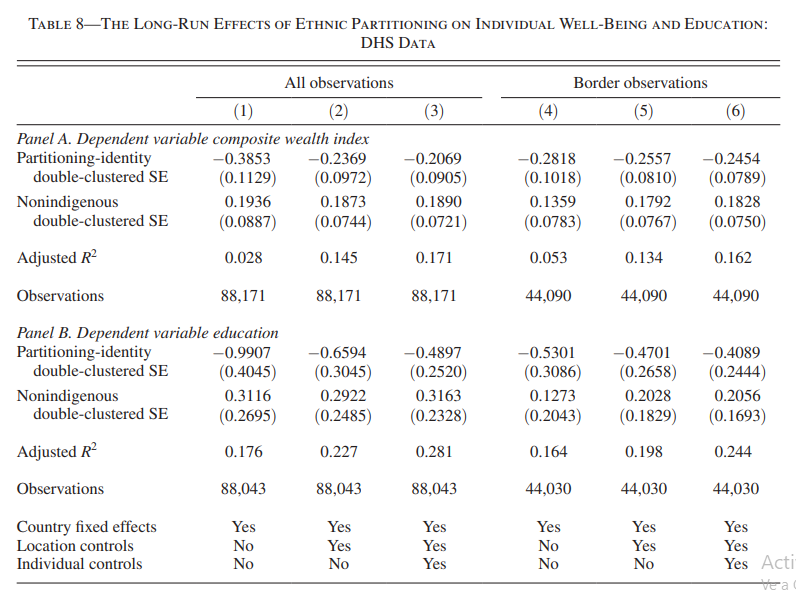 TABLE 8—THE LONG-RUN EFFECTS OF ETHNIC PARTITIONING ON INDIVIDUAL WELL-BEING AND EDUCATION:
DHS DATA
All observations Border observations
(1) (2) (3) (4) (5) (6)
Panel A. Dependent variable composite wealth index
Partitioning-identity −0.3853 −0.2369 −0.2069 −0.2818 −0.2557 −0.2454
double-clustered SE (0.1129) (0.0972) (0.0905) (0.1018) (0.0810) (0.0789)
Nonindigenous 0.1936 0.1873 0.1890 0.1359 0.1792 0.1828
double-clustered SE (0.0887) (0.0744) (0.0721) (0.0783) (0.0767) (0.0750)
Adjusted R² 0.028 0.145 0.171 0.053 0.134 0.162
Observations 88,171 88,171 88,171 44,090 44,090 44,090
Panel B. Dependent variable education
Partitioning-identity −0.9907 −0.6594 −0.4897 −0.5301 −0.4701 −0.4089
double-clustered SE (0.4045) (0.3045) (0.2520) (0.3086) (0.2658) (0.2444)
Nonindigenous 0.3116 0.2922 0.3163 0.1273 0.2028 0.2056
double-clustered SE (0.2695) (0.2485) (0.2328) (0.2043) (0.1829) (0.1693)
Adjusted R² 0.176 0.227 0.281 0.164 0.198 0.244
Observations 88,043 88,043 88,043 44,030 44,030 44,030
Country fixed effects Yes Yes Yes Yes Yes Yes
Location controls No Yes Yes No Yes Yes
Individual controls No No Yes No No Yes
Acti
Ve a